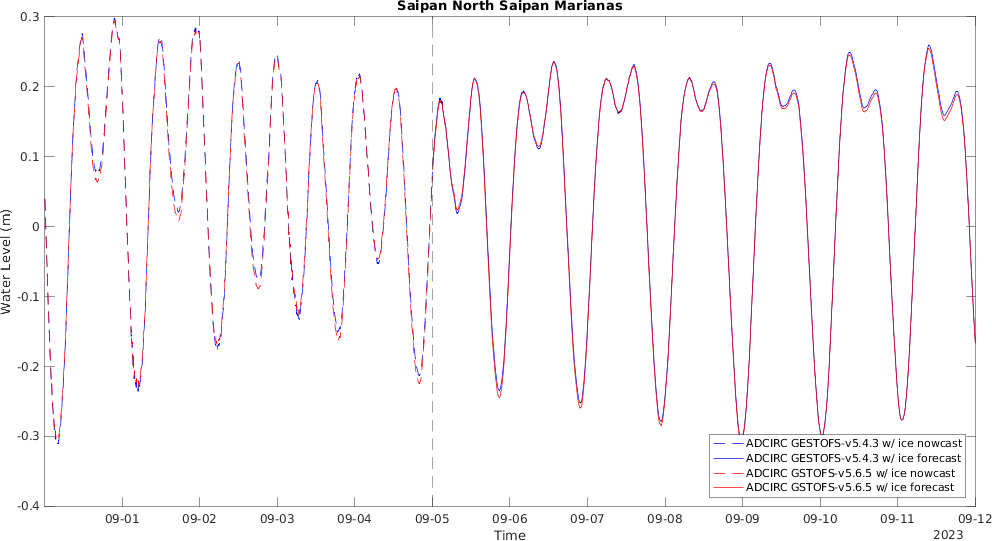 Saipan North Saipan Marianas
0.3
0.2
0.1
0
-0.1
-0.2
-0.3
-0.4
Water Level (m)
ADCIRC GESTOFS-v5.4.3 w/ ice nowcast
ADCIRC GESTOFS-v5.4.3 w/ ice forecast
ADCIRC GSTOFS-v5.6.5 w/ ice nowcast
ADCIRC GSTOFS-v5.6.5 w/ ice forecast
09-01 09-02 09-03 09-04 09-05 09-06 09-07 09-08 09-09 09-10 09-11 09-12
Time
2023